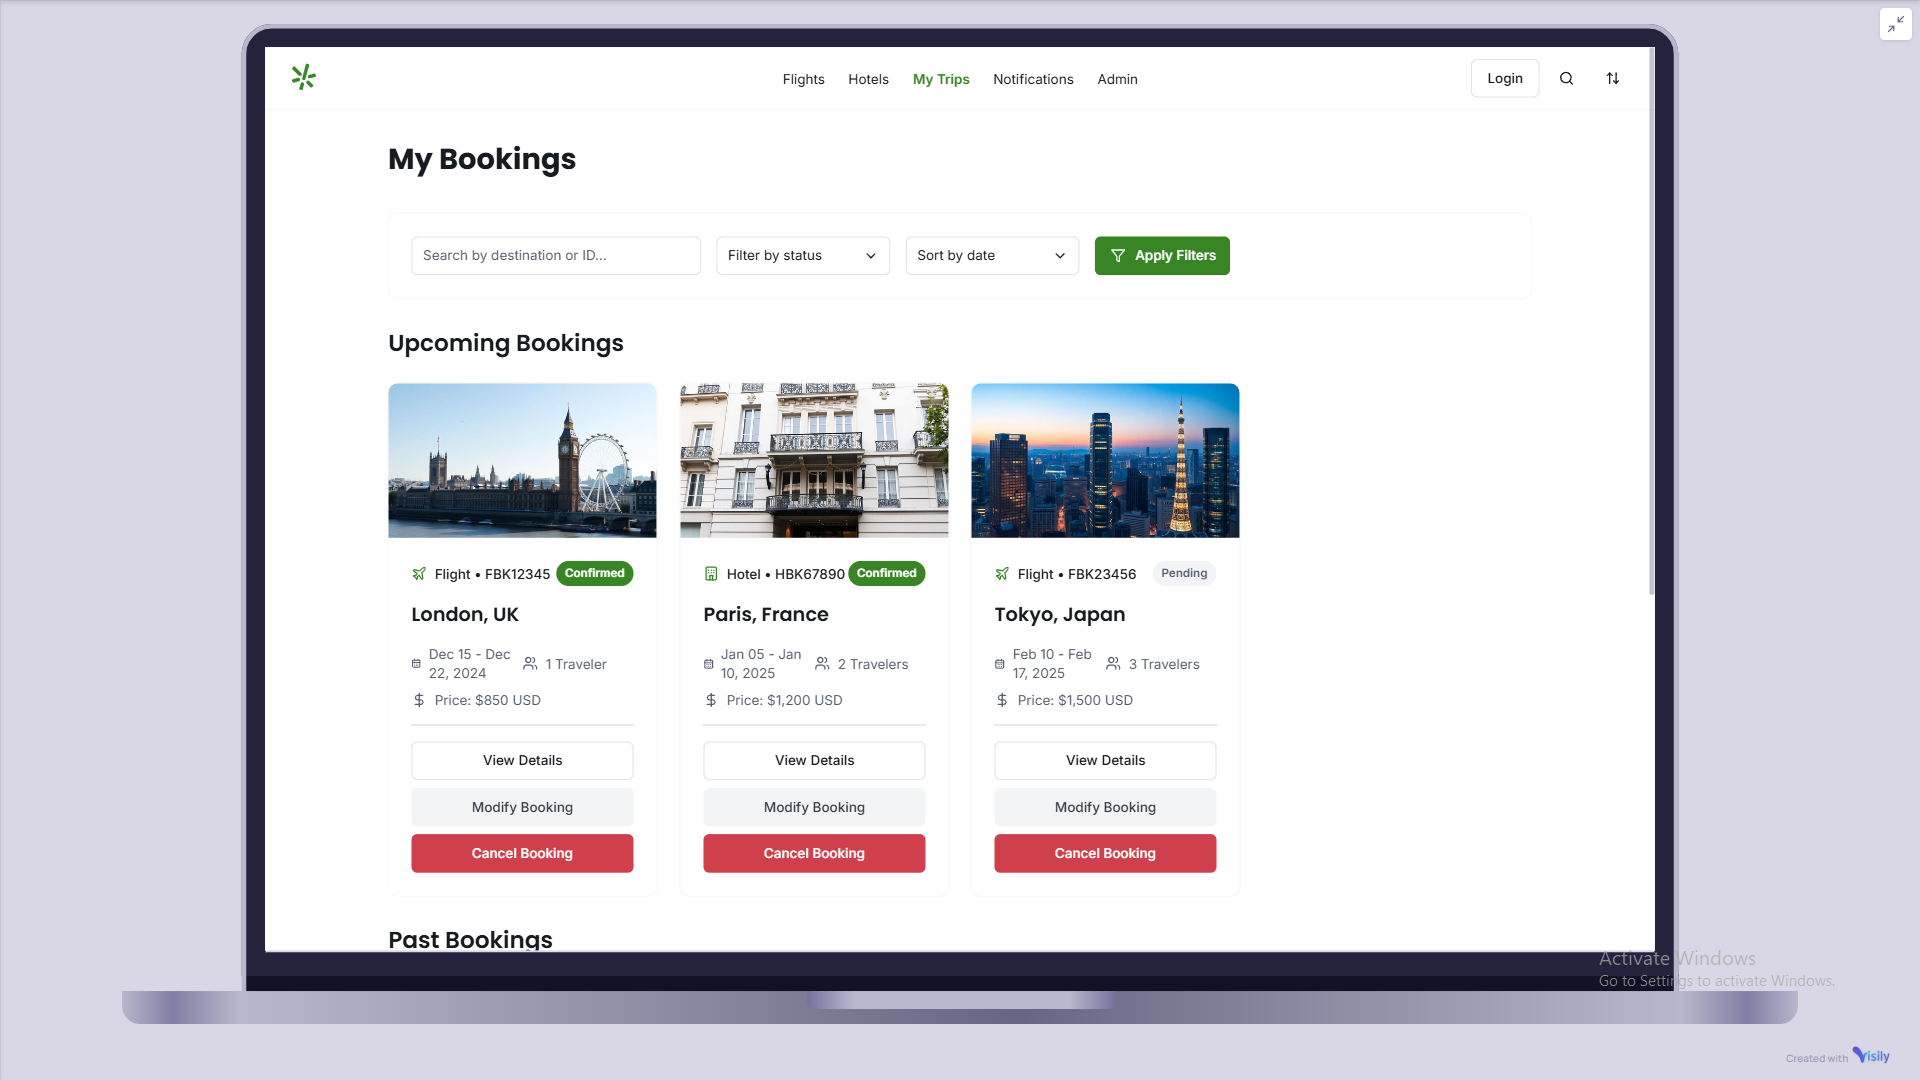 Flights Hotels My Trips Notifications Admin Login
My Bookings
Search by destination or ID... Filter by status Sort by date Apply Filters
Upcoming Bookings
Flight • FBK12345 Confirmed
London, UK
Dec 15 - Dec
22, 2024
1 Traveler
Price: $850 USD
View Details
Modify Booking
Cancel Booking
Hotel • HBK67890 Confirmed
Paris, France
Jan 05 - Jan
10, 2025
2 Travelers
Price: $1,200 USD
View Details
Modify Booking
Cancel Booking
Flight • FBK23456 Pending
Tokyo, Japan
Feb 10 - Feb
17, 2025
3 Travelers
Price: $1,500 USD
View Details
Modify Booking
Cancel Booking
Past Bookings
Activate Windows
Go to Settings to activate Windows.
Created with Visily